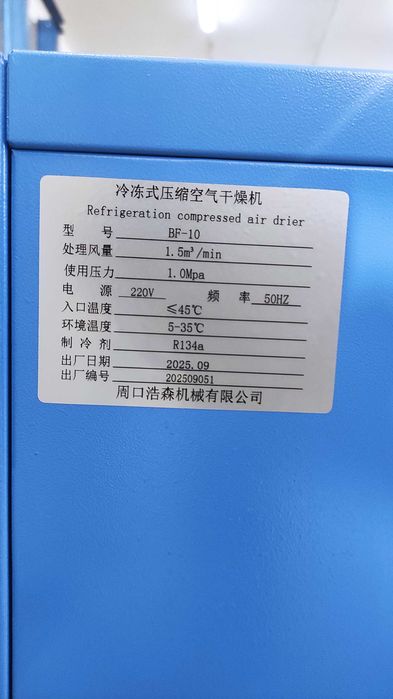 冷冻式压缩空气干燥机
Refrigeration compressed air drier
型号 BF-10
处理风量 1.5m³/min
使用压力 1.0Mpa
电源 220V 频率 50HZ
入口温度 ≤45℃
环境温度 5-35℃
制冷剂 R134a
出厂日期 2025.09
出厂编号 202509051
周口浩森机械有限公司